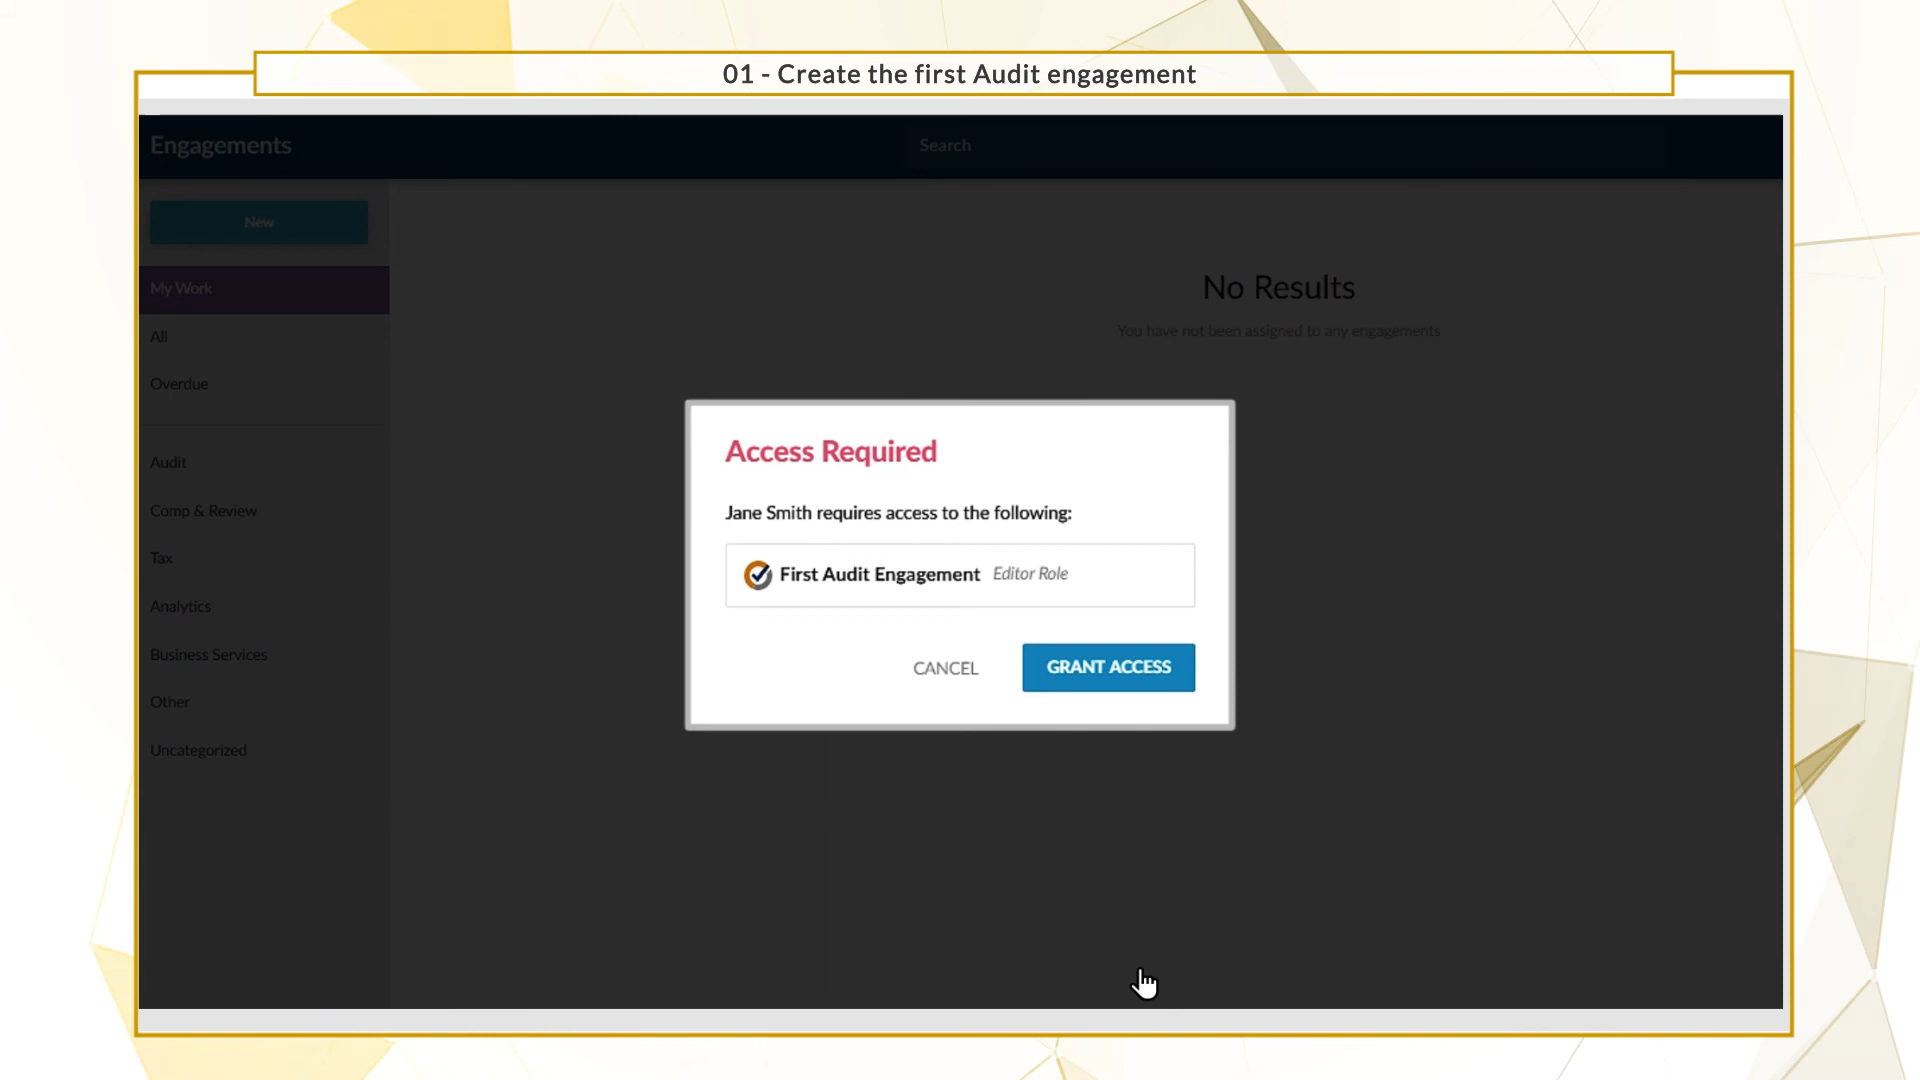 01 - Create the first Audit engagement
Engagements
Search
New
My Work
All
Overdue
Audit
Comp & Review
Tax
Analytics
Business Services
Other
Uncategorized
No Results
You have not been assigned to any engagements
Access Required
Jane Smith requires access to the following:
First Audit Engagement Editor Role
CANCEL
GRANT ACCESS